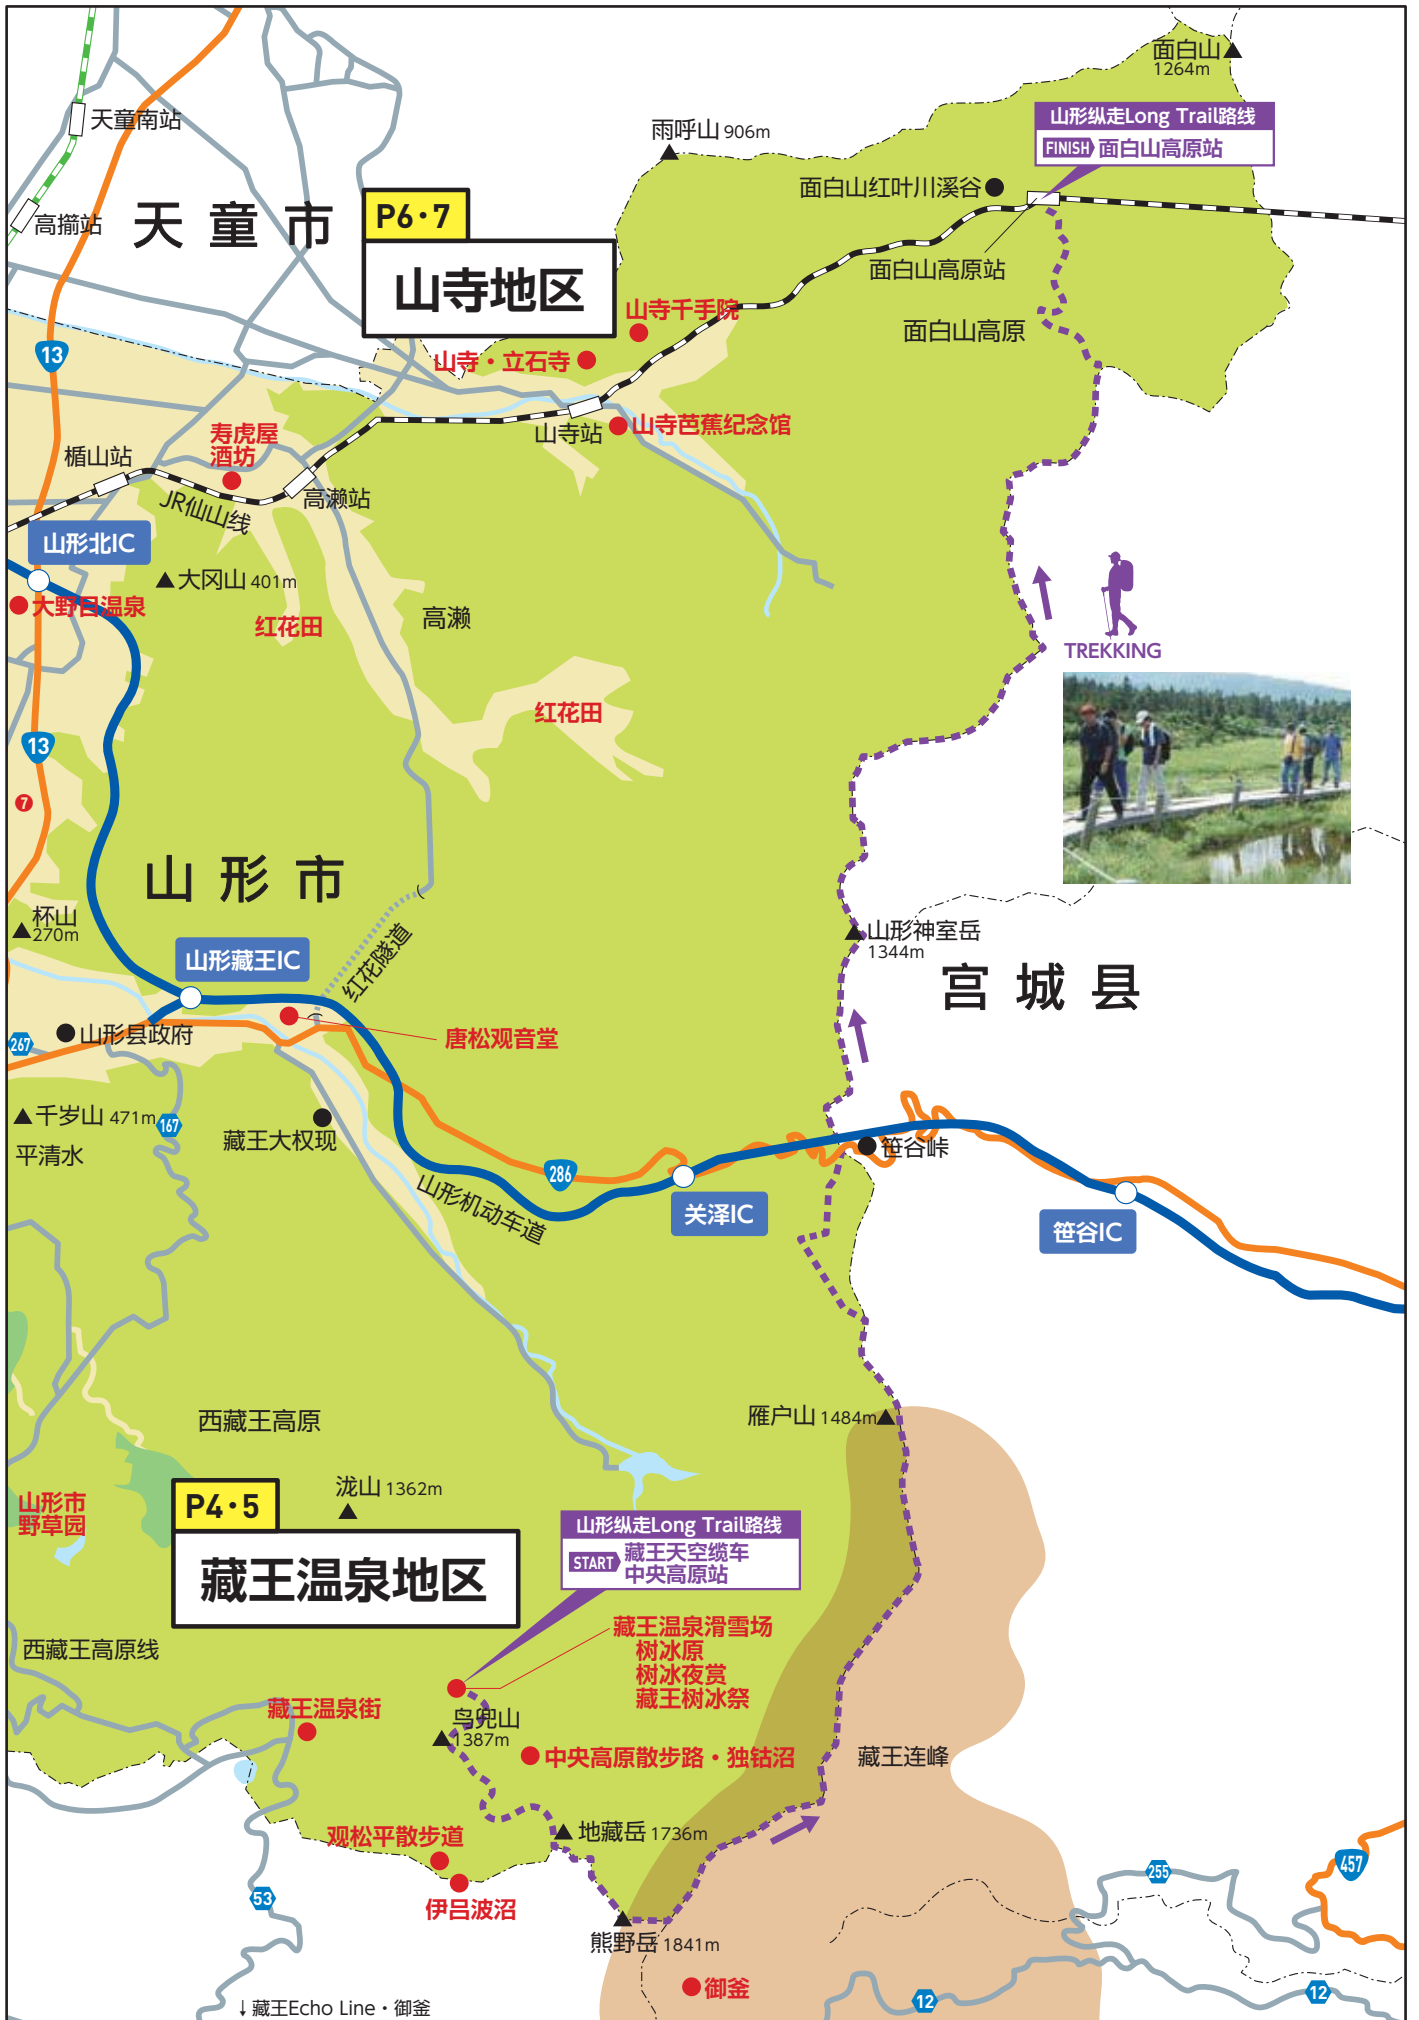 面白山
1264m
山形纵走Long Trail路线
FINISH 面白山高原站
天童南站
雨呼山 906m
面白山红叶川溪谷
高擶站
天童市
P6·7
山寺地区
面白山高原站
山寺千手院
面白山高原
13
山寺・立石寺
山寺站
山寺芭蕉纪念馆
寿虎屋
酒坊
楯山站
高濑站
JR仙山线
山形北IC
大冈山 401m
大野目温泉
红花田
高濑
TREKKING
红花田
13
7
山形市
杯山
270m
山形神室岳
1344m
山形藏王IC
红花隧道
宫城县
山形县政府
267
唐松观音堂
千岁山 471m
167
藏王大权现
平清水
笹谷峠
286
山形机动车道
关泽IC
笹谷IC
西藏王高原
雁户山 1484m
泷山 1362m
山形市
野草园
P4·5
藏王温泉地区
山形纵走Long Trail路线
START 藏王天空缆车
中央高原站
藏王温泉滑雪场
树冰原
树冰夜赏
藏王树冰祭
西藏王高原线
藏王温泉街
鸟兜山
1387m
中央高原散步路・独钴沼
藏王连峰
观松平散步道
地藏岳 1736m
伊吕波沼
53
255
457
熊野岳 1841m
御釜
12
12
↓藏王Echo Line・御釜